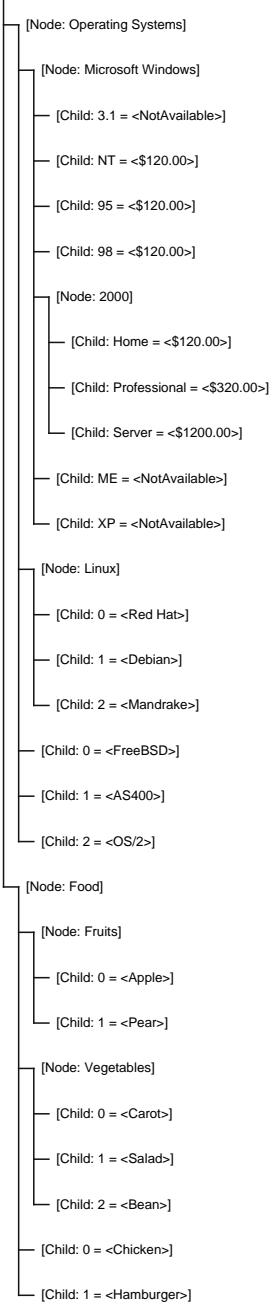 [Node: Operating Systems]
[Node: Microsoft Windows]
[Child: 3.1 = <NotAvailable>]
[Child: NT = <$120.00>]
[Child: 95 = <$120.00>]
[Child: 98 = <$120.00>]
[Node: 2000]
[Child: Home = <$120.00>]
[Child: Professional = <$320.00>]
[Child: Server = <$1200.00>]
[Child: ME = <NotAvailable>]
[Child: XP = <NotAvailable>]
[Node: Linux]
[Child: 0 = <Red Hat>]
[Child: 1 = <Debian>]
[Child: 2 = <Mandrake>]
[Child: 0 = <FreeBSD>]
[Child: 1 = <AS400>]
[Child: 2 = <OS/2>]
[Node: Food]
[Node: Fruits]
[Child: 0 = <Apple>]
[Child: 1 = <Pear>]
[Node: Vegetables]
[Child: 0 = <Carot>]
[Child: 1 = <Salad>]
[Child: 2 = <Bean>]
[Child: 0 = <Chicken>]
[Child: 1 = <Hamburger>]